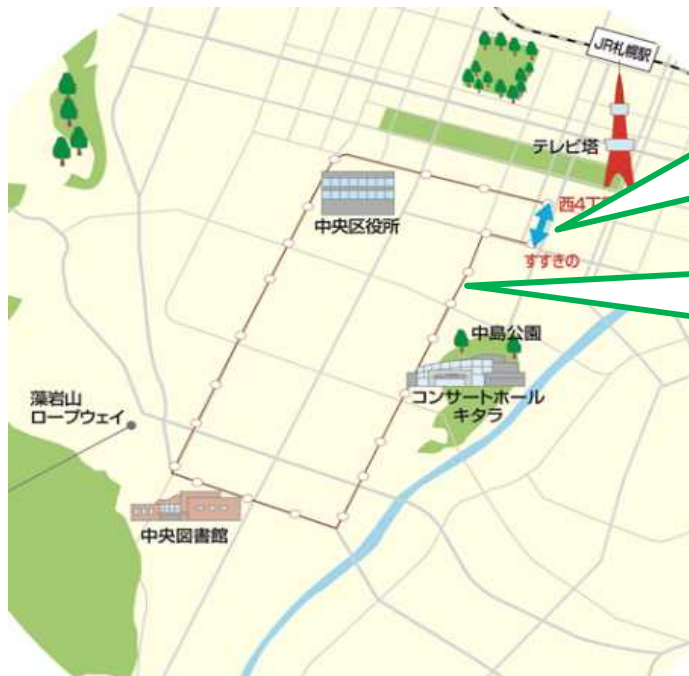 JR札幌駅
テレビ塔
西4丁
中央区役所
すすきの
中島公園
藻岩山
ロープウェイ
コンサートホール
キタラ
中央図書館